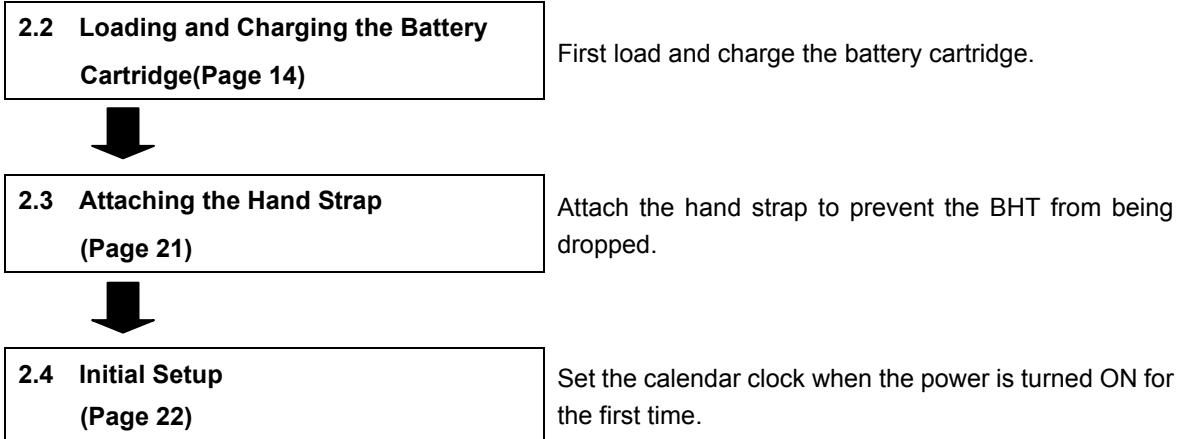 2.2 Loading and Charging the Battery
Cartridge(Page 14)
First load and charge the battery cartridge.
2.3 Attaching the Hand Strap
(Page 21)
Attach the hand strap to prevent the BHT from being
dropped.
2.4 Initial Setup
(Page 22)
Set the calendar clock when the power is turned ON for
the first time.